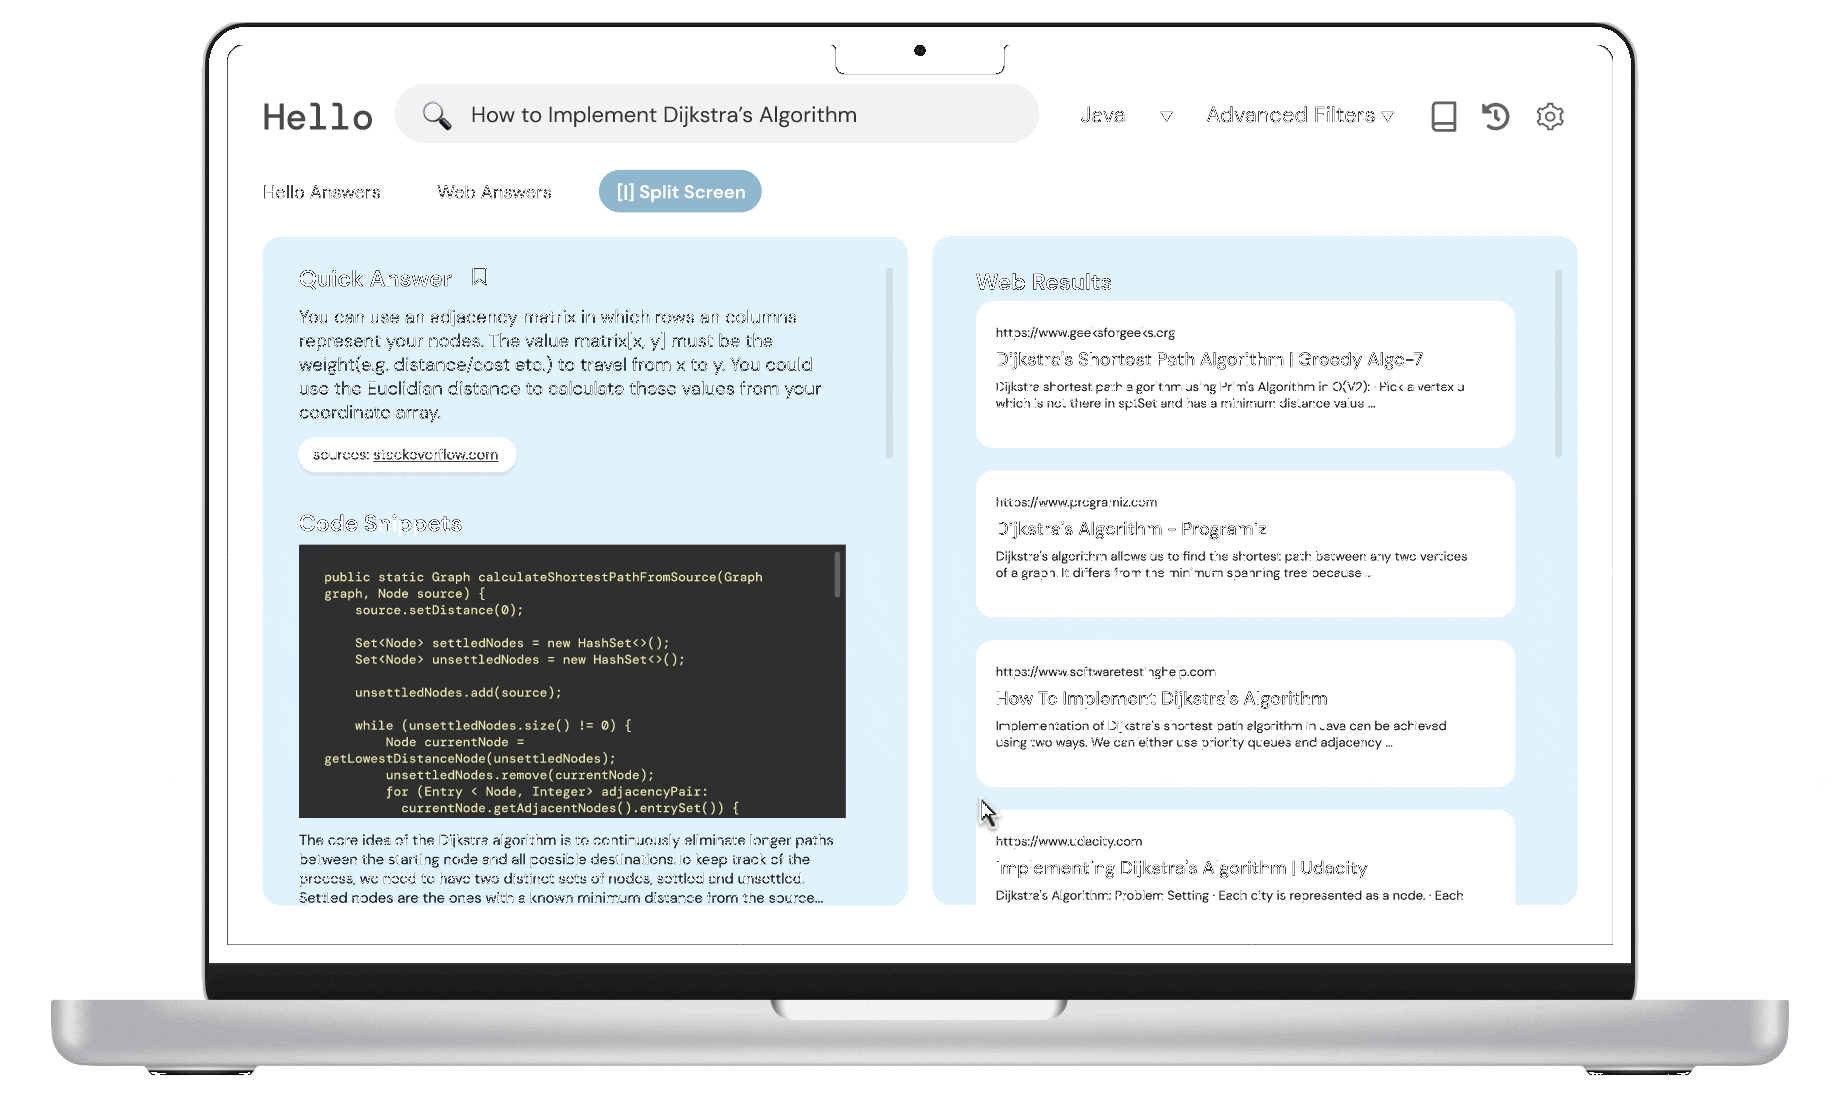 Hello
How to Implement Dijkstra's Algorithm
Java
Advanced Filters
Hello Answers
Web Answers
[|] Split Screen
Quick Answer
You can use an adjacency matrix in which rows an columns
represent your nodes. The value matrix[x, y] must be the
weight(e.g. distance/cost etc.) to travel from x to y. You could
use the Euclidian distance to calculate these values from your
coordinate array.
sources: stackoverflow.com
Code Snippets
public static Graph calculateShortestPathFromSource(Graph
graph, Node source) {
source.setDistance(0);
Set<Node> settledNodes = new HashSet<>();
Set<Node> unsettledNodes = new HashSet<>();
unsettledNodes.add(source);
while (unsettledNodes.size() != 0) {
Node currentNode =
getLowestDistanceNode(unsettledNodes);
unsettledNodes.remove(currentNode);
for (Entry < Node, Integer> adjacencyPair:
currentNode.getAdjacentNodes().entrySet()) {
The core idea of the Dijkstra algorithm is to continuously eliminate longer paths
between the starting node and all possible destinations.To keep track of the
process, we need to have two distinct sets of nodes, settled and unsettled.
Settled nodes are the ones with a known minimum distance from the source...
Web Results
https://www.geeksforgeeks.org
Dijkstra's Shortest Path Algorithm | Greedy Algo-7
Dijkstra shortest path algorithm using Prim's Algorithm in O(V2): · Pick a vertex u
which is not there in sptSet and has a minimum distance value ...
https://www.programiz.com
Dijkstra's Algorithm - Programiz
Dijkstra's algorithm allows us to find the shortest path between any two vertices
of a graph. It differs from the minimum spanning tree because ...
https://www.softwaretestinghelp.com
How To Implement Dijkstra's Algorithm
Implementation of Dijkstra's shortest path algorithm in Java can be achieved
using two ways. We can either use priority queues and adjacency ...
https://www.udacity.com
Implementing Dijkstra's Algorithm | Udacity
Dijkstra's Algorithm: Problem Setting · Each city is represented as a node. · Each